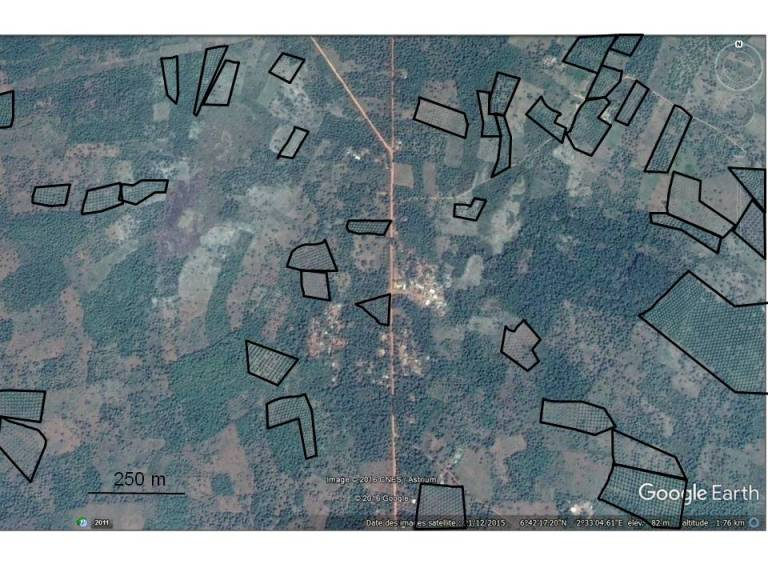 N
250 m
Image © 2016 CNES / Astrium
© 2016 Google
Google Earth
2011
Date des images satellite : 21/12/2015 6°42'17.20"N 2°33'04.61"E élév. 82 m altitude 1.76 km